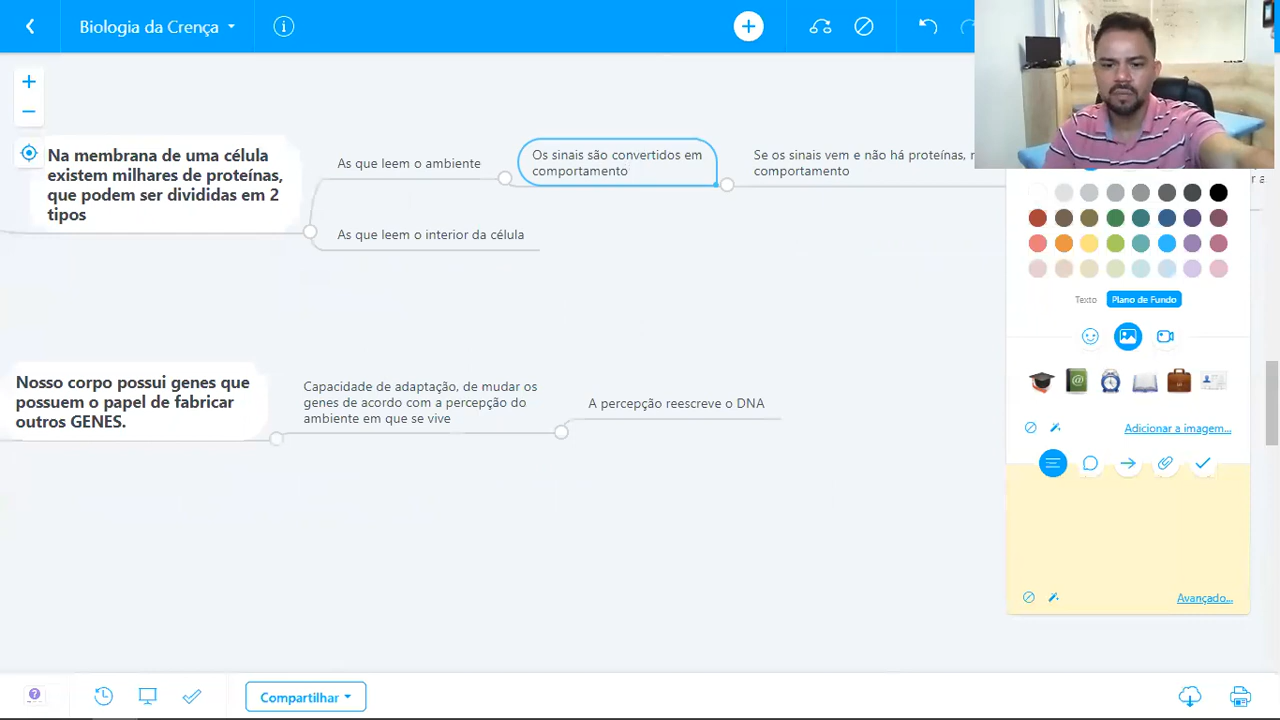 Biologia da Crença
Na membrana de uma célula
existem milhares de proteínas,
que podem ser divididas em 2
tipos
As que leem o ambiente
Os sinais são convertidos em
comportamento
Se os sinais vem e não há proteínas,
comportamento
As que leem o interior da célula
Nosso corpo possui genes que
possuem o papel de fabricar
outros GENES.
Capacidade de adaptação, de mudar os
genes de acordo com a percepção do
ambiente em que se vive
A percepção reescreve o DNA
Texto
Plano de Fundo
Adicionar a imagem...
Avançado...
Compartilhar